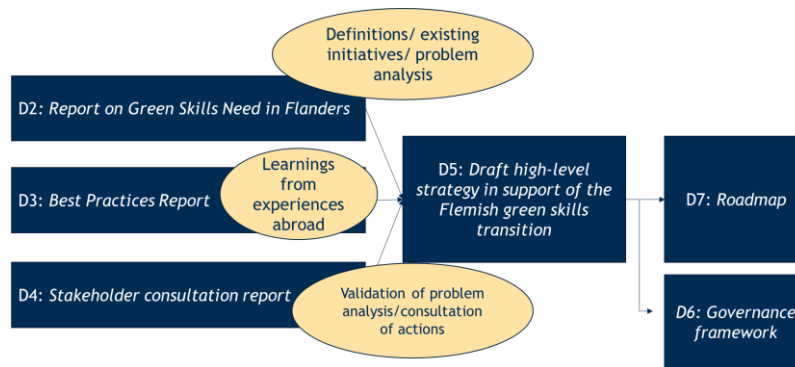 Definitions/ existing
initiatives/ problem
analysis
D2: Report on Green Skills Need in Flanders
Learnings
from
experiences
abroad
D3: Best Practices Report
D4: Stakeholder consultation report
Validation of problem
analysis/consultation
of actions
D5: Draft high-level
strategy in support of the
Flemish green skills
transition
D7: Roadmap
D6: Governance
framework